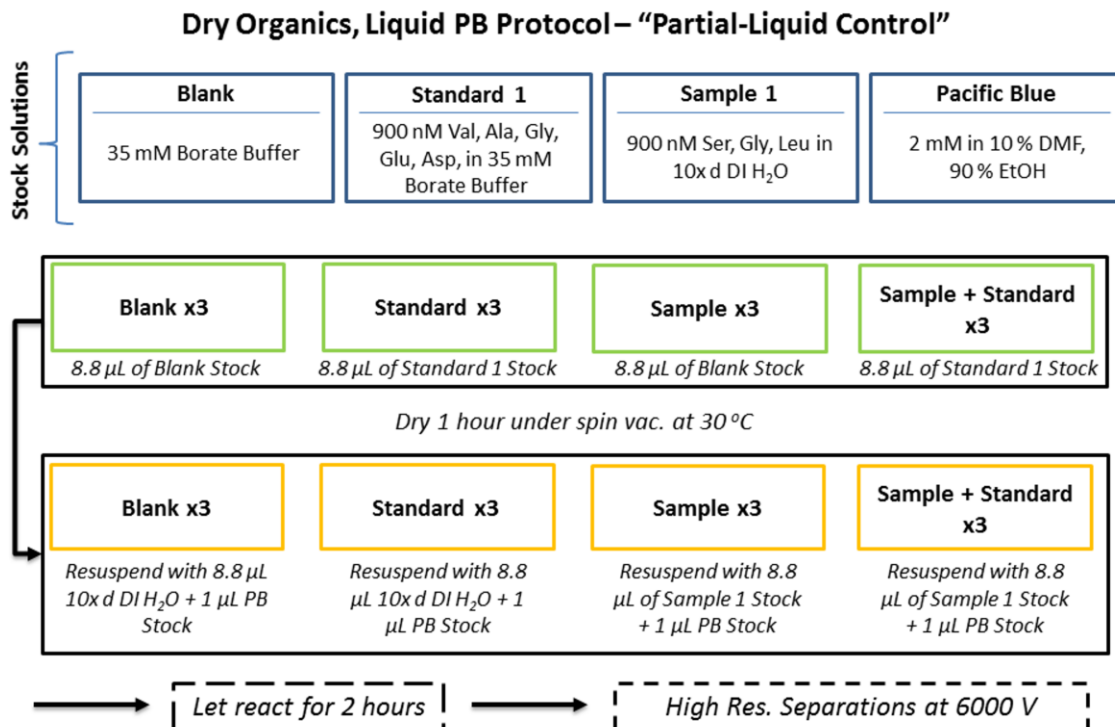 Dry Organics, Liquid PB Protocol – “Partial-Liquid Control”
Stock Solutions
Blank
35 mM Borate Buffer
Standard 1
900 nM Val, Ala, Gly,
Glu, Asp, in 35 mM
Borate Buffer
Sample 1
900 nM Ser, Gly, Leu in
10x d DI H₂O
Pacific Blue
2 mM in 10 % DMF,
90 % EtOH
Blank x3
8.8 µL of Blank Stock
Standard x3
8.8 µL of Standard 1 Stock
Sample x3
8.8 µL of Blank Stock
Sample + Standard
x3
8.8 µL of Standard 1 Stock
Dry 1 hour under spin vac. at 30 ᵒC
Blank x3
Resuspend with 8.8 µL
10x d DI H₂O + 1 µL PB
Stock
Standard x3
Resuspend with 8.8
µL 10x d DI H₂O + 1
µL PB Stock
Sample x3
Resuspend with 8.8
µL of Sample 1 Stock
+ 1 µL PB Stock
Sample + Standard
x3
Resuspend with 8.8
µL of Sample 1 Stock
+ 1 µL PB Stock
Let react for 2 hours
High Res. Separations at 6000 V